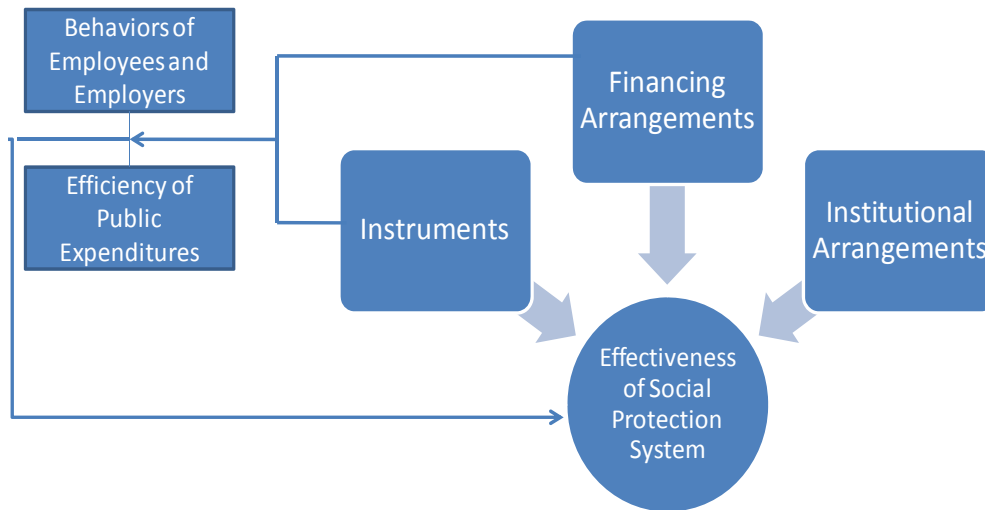 Behaviors of
Employees and
Employers
Efficiency of
Public
Expenditures
Financing
Arrangements
Instruments
Institutional
Arrangements
Effectiveness
of Social
Protection
System